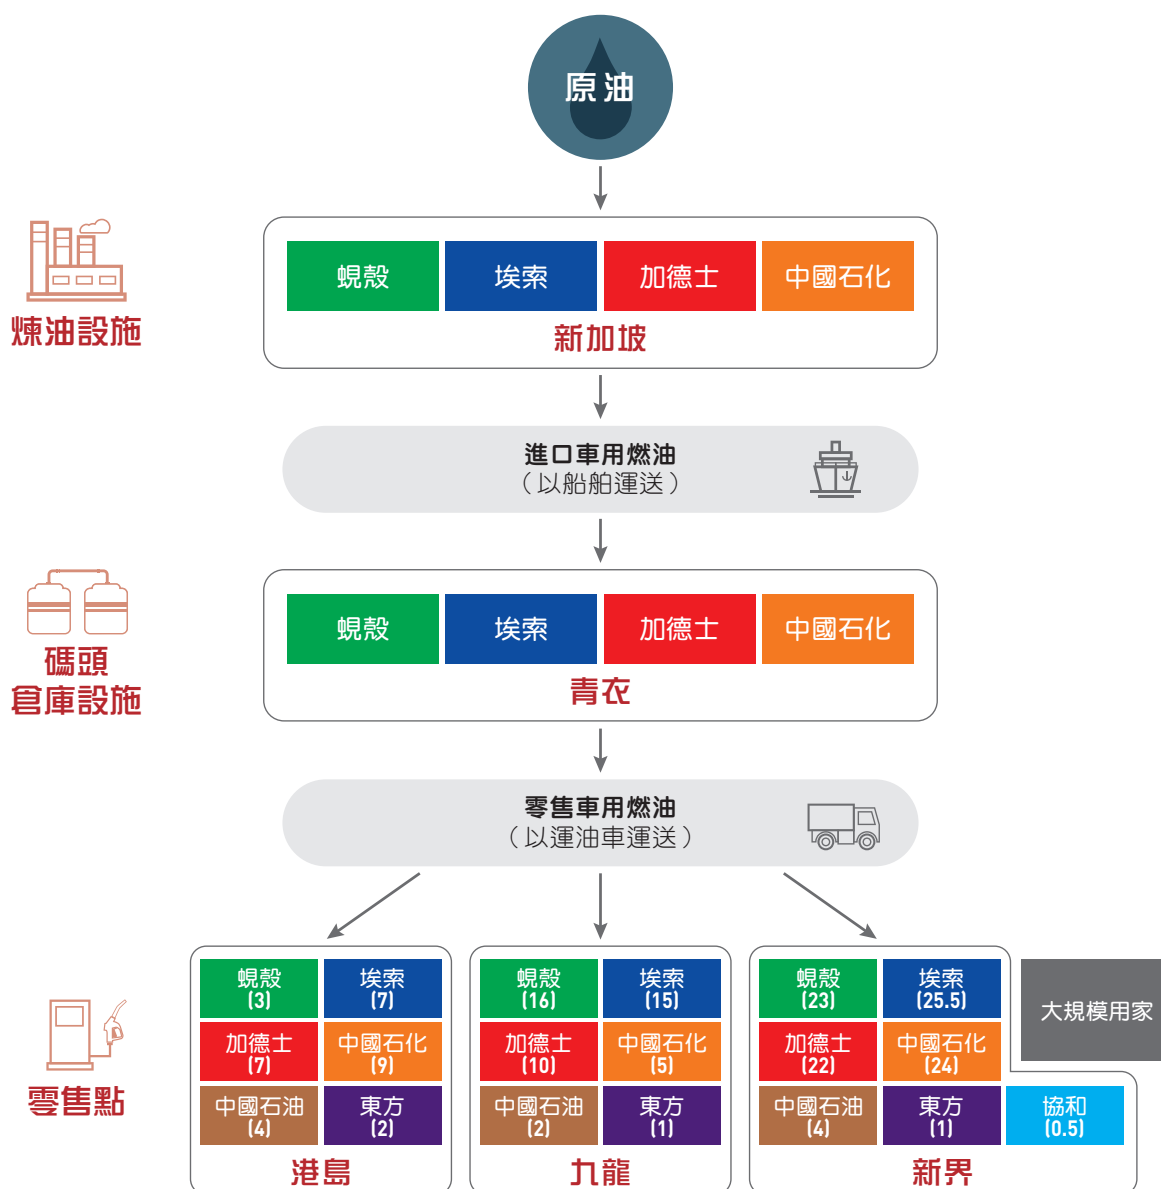 原油
煉油設施
蜆殼
埃索
加德士
中國石化
新加坡
進口車用燃油
（以船舶運送）
碼頭
倉庫設施
蜆殼
埃索
加德士
中國石化
青衣
零售車用燃油
（以運油車運送）
零售點
蜆殼
(3)
埃索
(7)
加德士
(7)
中國石化
(9)
中國石油
(4)
東方
(2)
港島
蜆殼
(16)
埃索
(15)
加德士
(10)
中國石化
(5)
中國石油
(2)
東方
(1)
九龍
蜆殼
(23)
埃索
(25.5)
加德士
(22)
中國石化
(24)
中國石油
(4)
東方
(1)
協和
(0.5)
新界
大規模用家